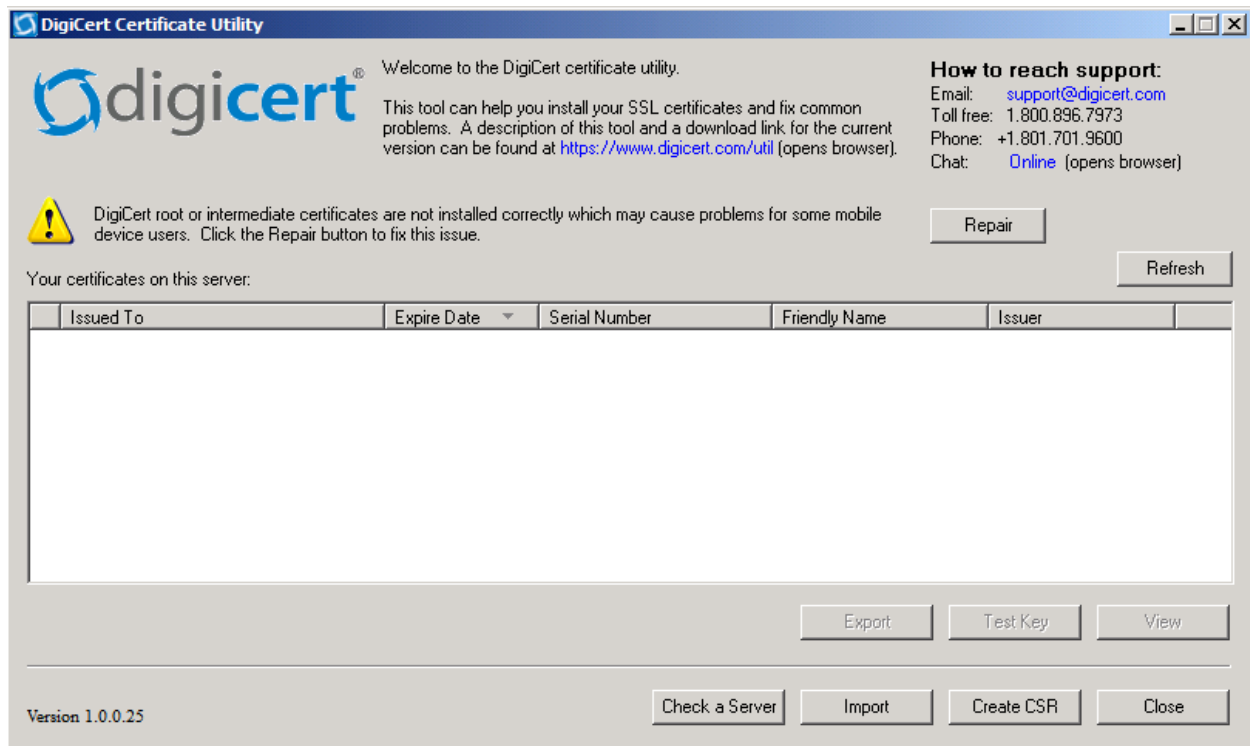 DigiCert Certificate Utility
digicert®
Welcome to the DigiCert certificate utility.
This tool can help you install your SSL certificates and fix common
problems. A description of this tool and a download link for the current
version can be found at https://www.digicert.com/util (opens browser).
How to reach support:
Email: support@digicert.com
Toll free: 1.800.896.7973
Phone: +1.801.701.9600
Chat: Online (opens browser)
DigiCert root or intermediate certificates are not installed correctly which may cause problems for some mobile
device users. Click the Repair button to fix this issue.
Repair
Refresh
Your certificates on this server:
Issued To Expire Date Serial Number Friendly Name Issuer
Export Test Key View
Version 1.0.0.25
Check a Server Import Create CSR Close